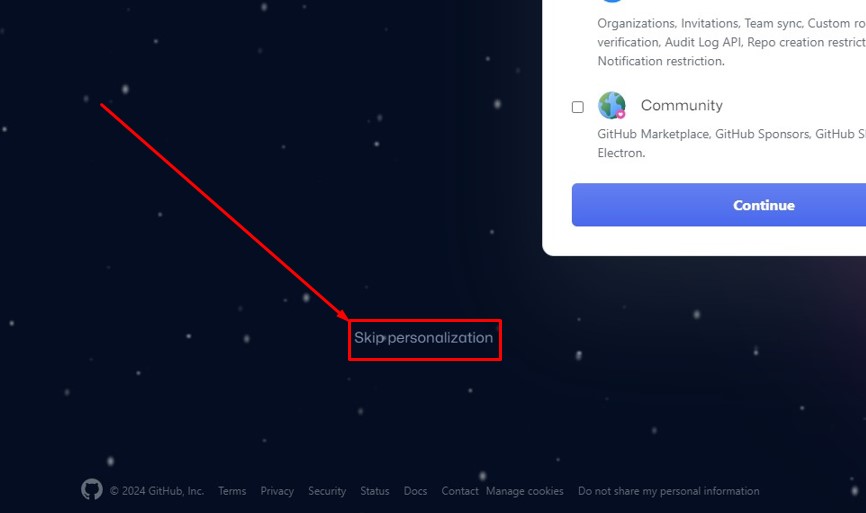 Organizations, Invitations, Team sync, Custom
verification, Audit Log API, Repo creation
Notification restriction.
Community
GitHub Marketplace, GitHub Sponsors, GitHub
Electron.
Continue
Skip personalization
© 2024 GitHub, Inc. Terms Privacy Security Status Docs Contact Manage cookies Do not share my personal information